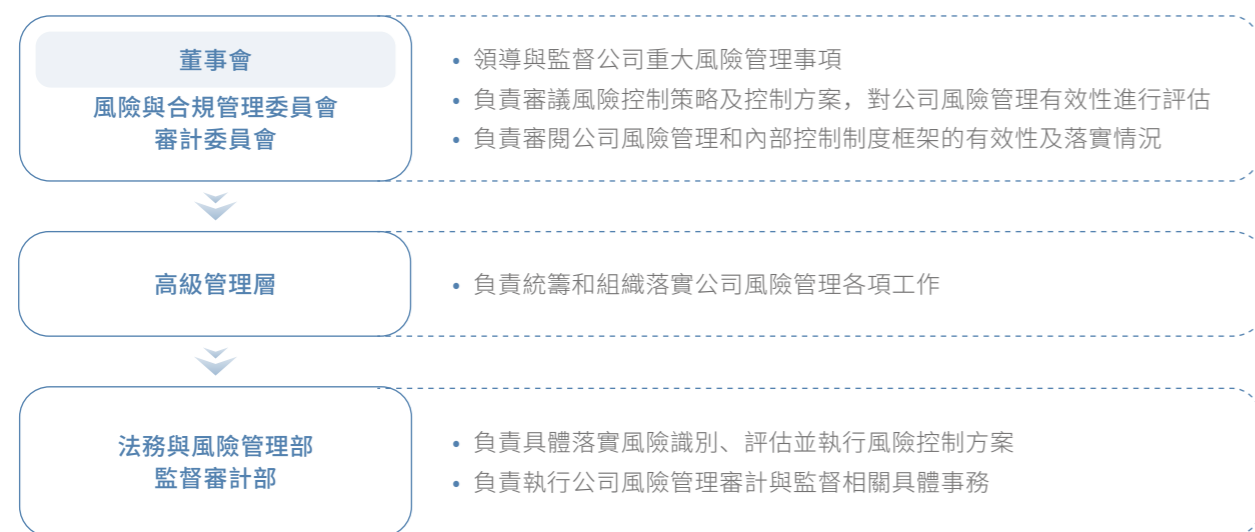 董事會
風險與合規管理委員會
審計委員會
• 領導與監督公司重大風險管理事項
• 負責審議風險控制策略及控制方案，對公司風險管理有效性進行評估
• 負責審閱公司風險管理和內部控制制度框架的有效性及落實情況
高級管理層
• 負責統籌和組織落實公司風險管理各項工作
法務與風險管理部
監督審計部
• 負責具體落實風險識別、評估並執行風險控制方案
• 負責執行公司風險管理審計與監督相關具體事務